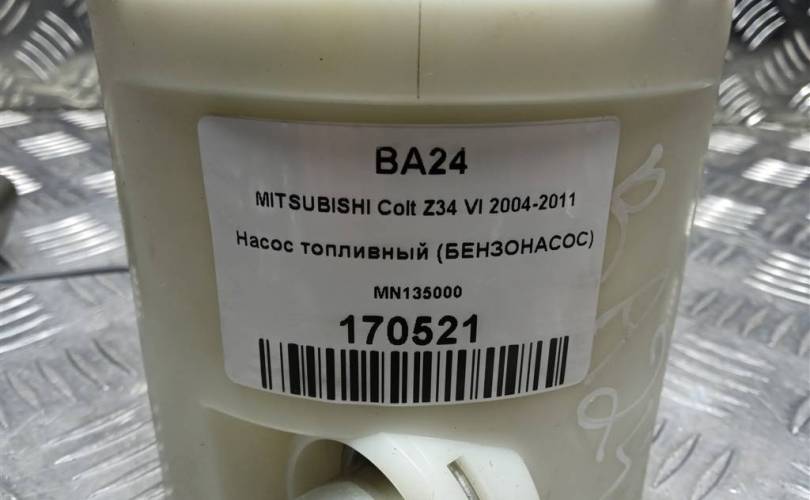 BA24
MITSUBISHI Colt Z34 VI 2004-2011
Насос топливный (БЕНЗОНАСОС)
MN135000
170521